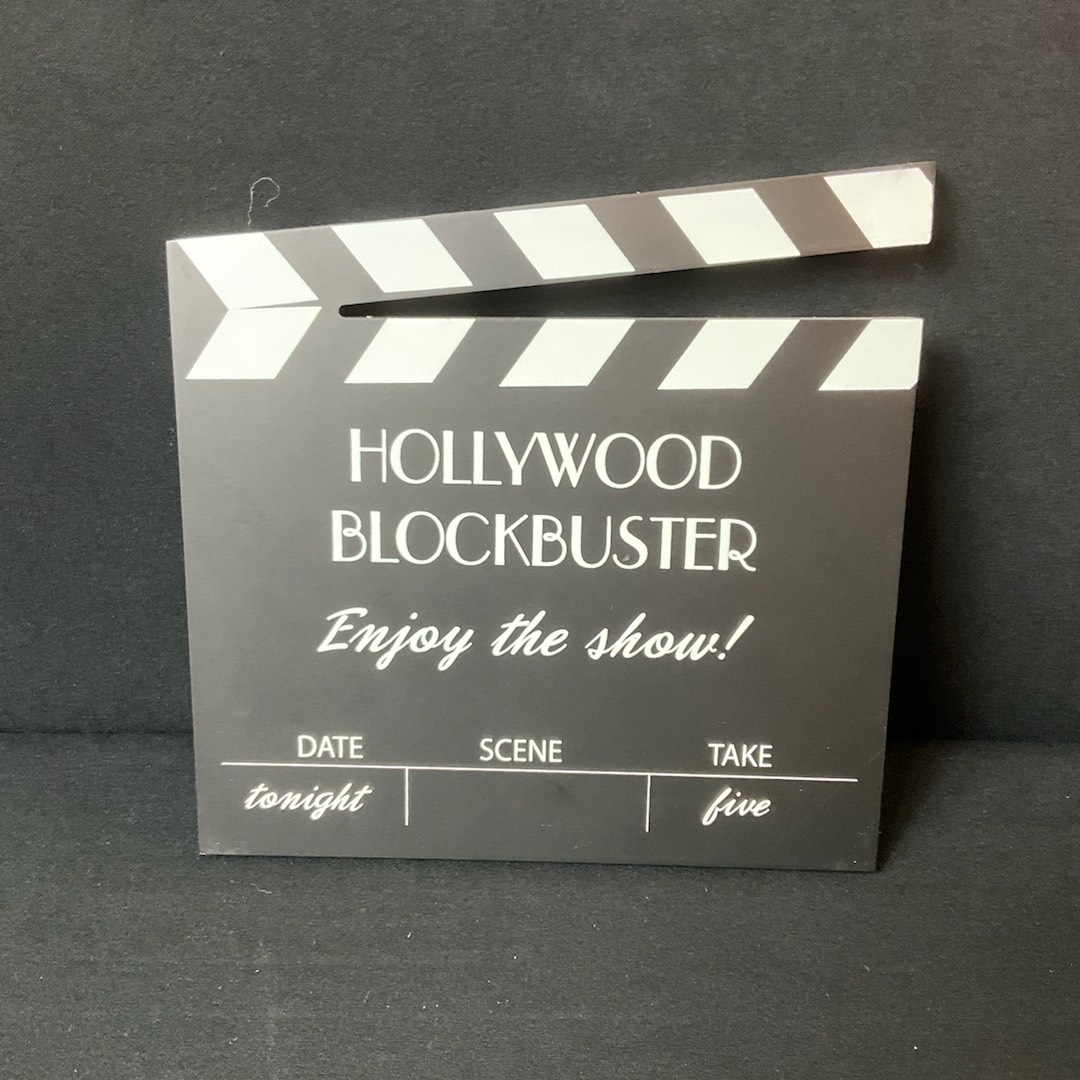 HOLLYWOOD
BLOCKBUSTER
Enjoy the show!
DATE SCENE TAKE
tonight five